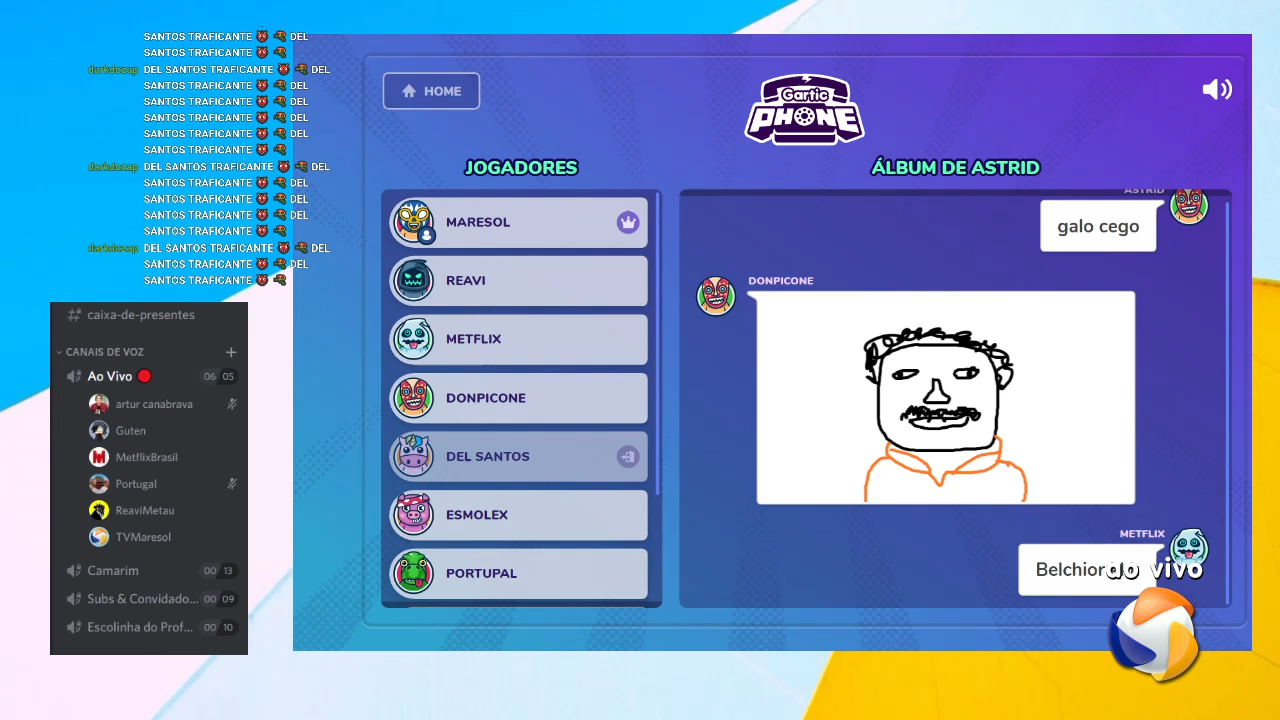 SANTOS TRAFICANTE 👹 🔫 DEL
SANTOS TRAFICANTE 👹 🔫
darkdozap DEL SANTOS TRAFICANTE 👹 🔫 DEL
SANTOS TRAFICANTE 👹 🔫 DEL
SANTOS TRAFICANTE 👹 🔫 DEL
SANTOS TRAFICANTE 👹 🔫 DEL
SANTOS TRAFICANTE 👹 🔫 DEL
SANTOS TRAFICANTE 👹 🔫
darkdozap DEL SANTOS TRAFICANTE 👹 🔫 DEL
SANTOS TRAFICANTE 👹 🔫 DEL
SANTOS TRAFICANTE 👹 🔫 DEL
SANTOS TRAFICANTE 👹 🔫 DEL
SANTOS TRAFICANTE 👹 🔫
darkdozap DEL SANTOS TRAFICANTE 👹 🔫 DEL
SANTOS TRAFICANTE 👹 🔫 DEL
SANTOS TRAFICANTE 👹 🔫
caixa-de-presentes
CANAIS DE VOZ
Ao Vivo 06 05
artur canabrava
Guten
MetflixBrasil
Portugal
ReaviMetau
TVMaresol
Camarim 00 13
Subs & Convidado... 00 09
Escolinha do Prof... 00 10
HOME
Gartic
PHONE
JOGADORES
MARESOL
REAVI
METFLIX
DONPICONE
DEL SANTOS
ESMOLEX
PORTUPAL
ÁLBUM DE ASTRID
ASTRID
galo cego
DONPICONE
METFLIX
ao vivo